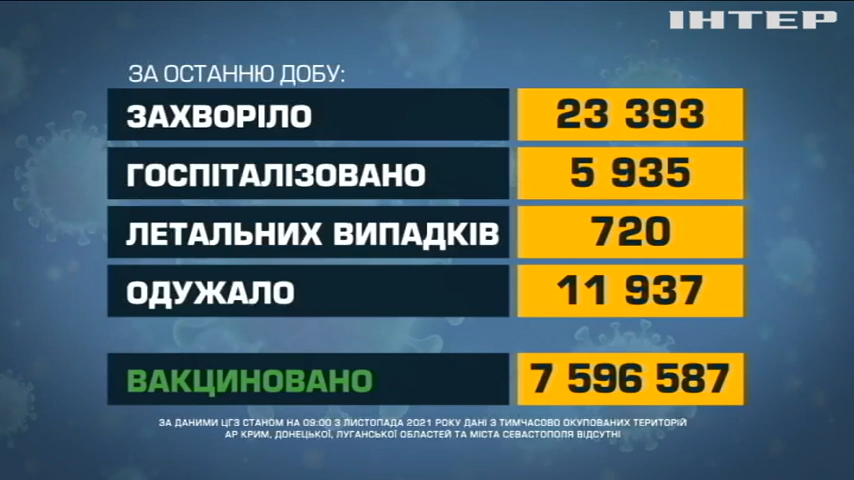 ІНТЕР
ЗА ОСТАННЮ ДОБУ:
ЗАХВОРІЛО 23 393
ГОСПІТАЛІЗОВАНО 5 935
ЛЕТАЛЬНИХ ВИПАДКІВ 720
ОДУЖАЛО 11 937
ВАКЦИНОВАНО 7 596 587
ЗА ДАНИМИ ЦГЗ СТАНОМ НА 09:00 3 ЛИСТОПАДА 2021 РОКУ ДАНІ З ТИМЧАСОВО ОКУПОВАНИХ ТЕРИТОРІЙ
АР КРИМ, ДОНЕЦЬКОЇ, ЛУГАНСЬКОЇ ОБЛАСТЕЙ ТА МІСТА СЕВАСТОПОЛЯ ВІДСУТНІ